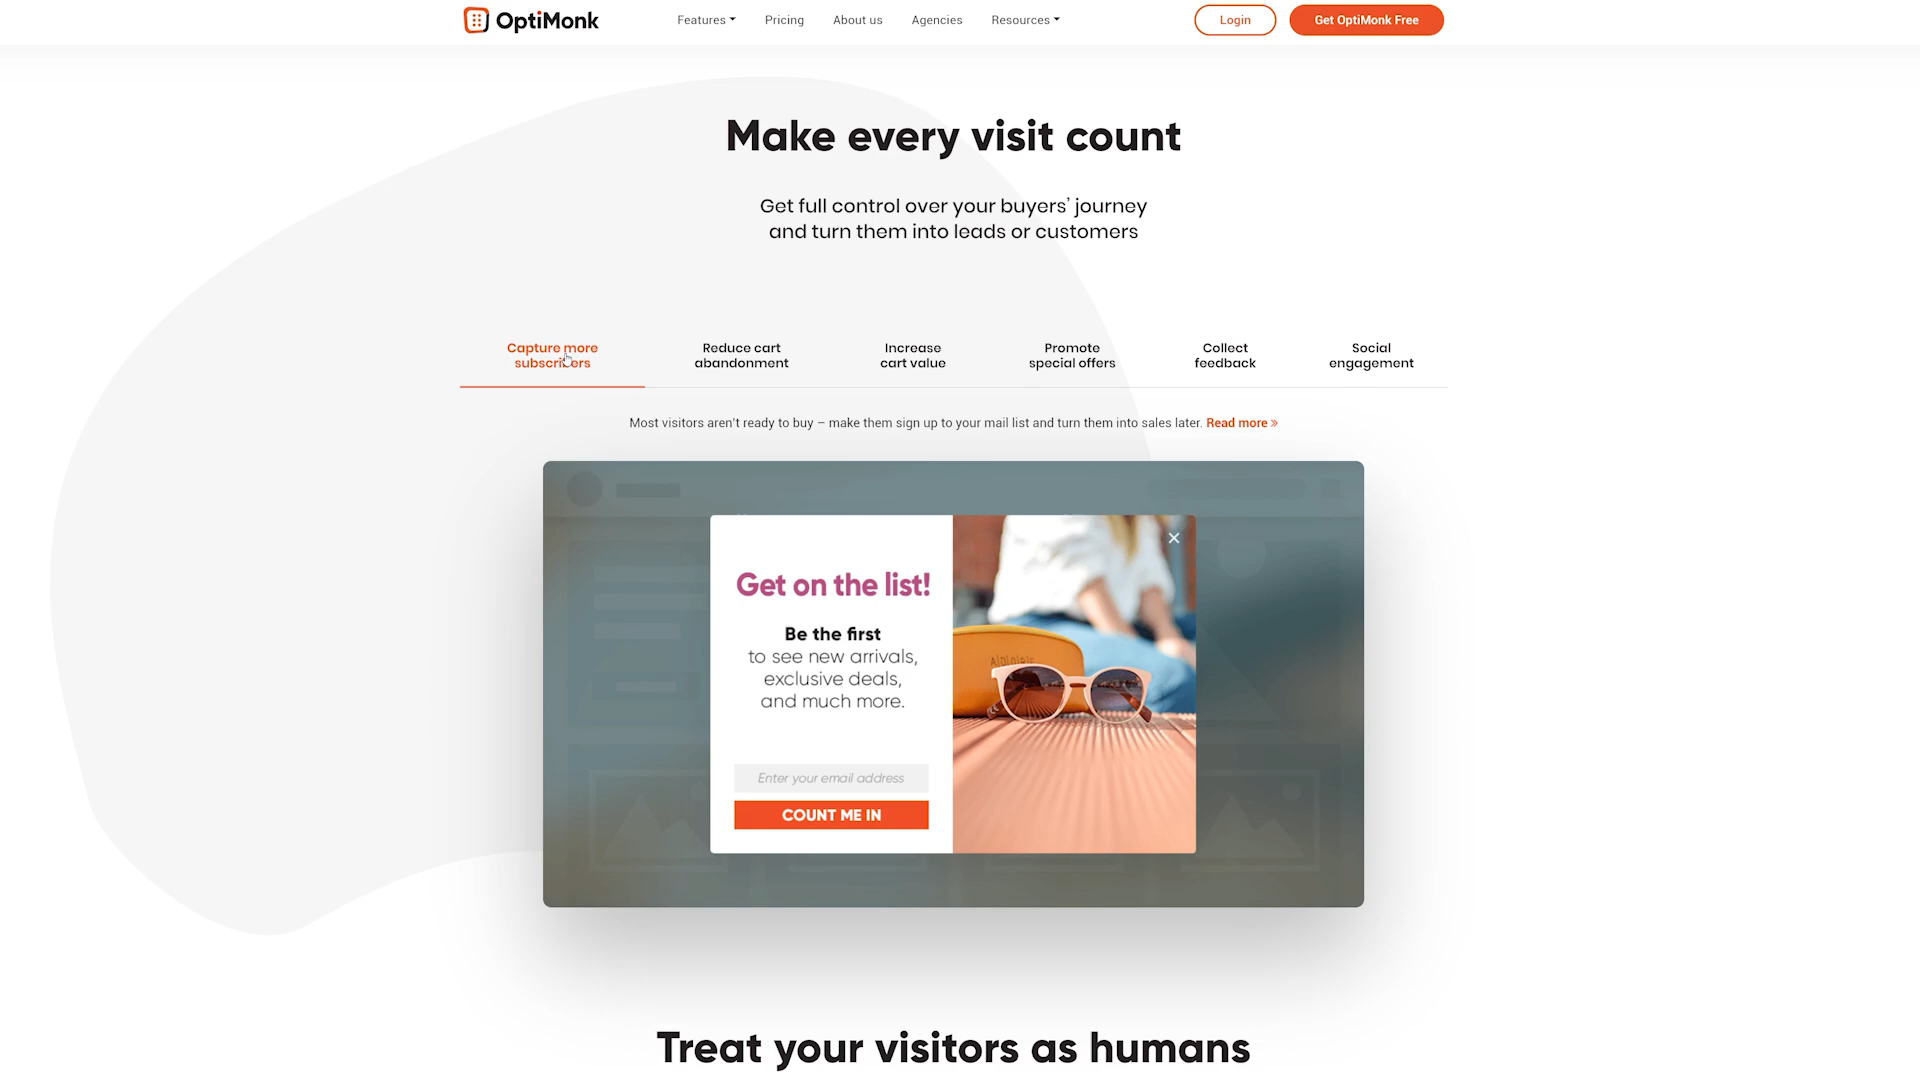 OptiMonk
Features
Pricing
About us
Agencies
Resources
Login
Get OptiMonk Free
Make every visit count
Get full control over your buyers’ journey
and turn them into leads or customers
Capture more
subscribers
Reduce cart
abandonment
Increase
cart value
Promote
special offers
Collect
feedback
Social
engagement
Most visitors aren't ready to buy – make them sign up to your mail list and turn them into sales later. Read more »
Get on the list!
Be the first
to see new arrivals,
exclusive deals,
and much more.
Enter your email address
COUNT ME IN
Treat your visitors as humans